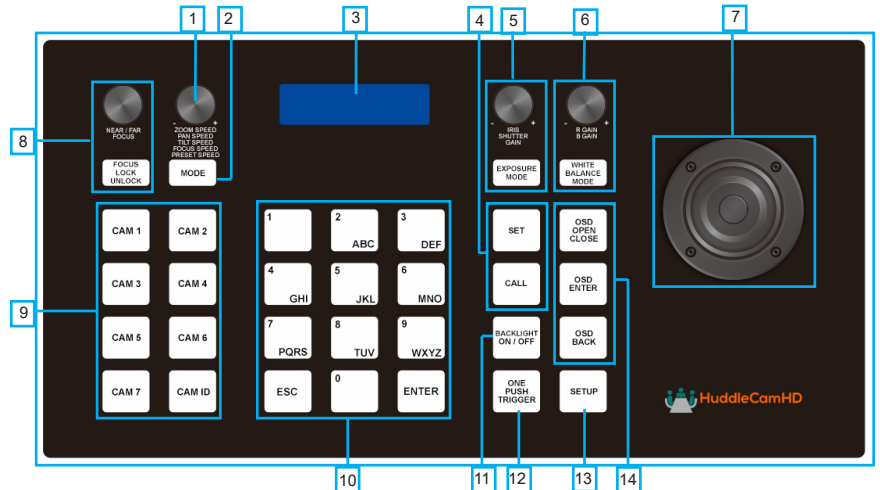 1
2
3
4
5
6
7
8
NEAR / FAR
FOCUS
FOCUS
LOCK
UNLOCK
- +
ZOOM SPEED
PAN SPEED
TILT SPEED
FOCUS SPEED
PRESET SPEED
MODE
- +
IRIS
SHUTTER
GAIN
EXPOSURE
MODE
- +
R GAIN
B GAIN
WHITE
BALANCE
MODE
9
CAM 1
CAM 2
CAM 3
CAM 4
CAM 5
CAM 6
CAM 7
CAM ID
1
2
ABC
3
DEF
4
GHI
5
JKL
6
MNO
7
PQRS
8
TUV
9
WXYZ
ESC
0
ENTER
SET
CALL
BACKLIGHT
ON / OFF
ONE
PUSH
TRIGGER
OSD
OPEN
CLOSE
OSD
ENTER
OSD
BACK
SETUP
HuddleCamHD
10
11
12
13
14